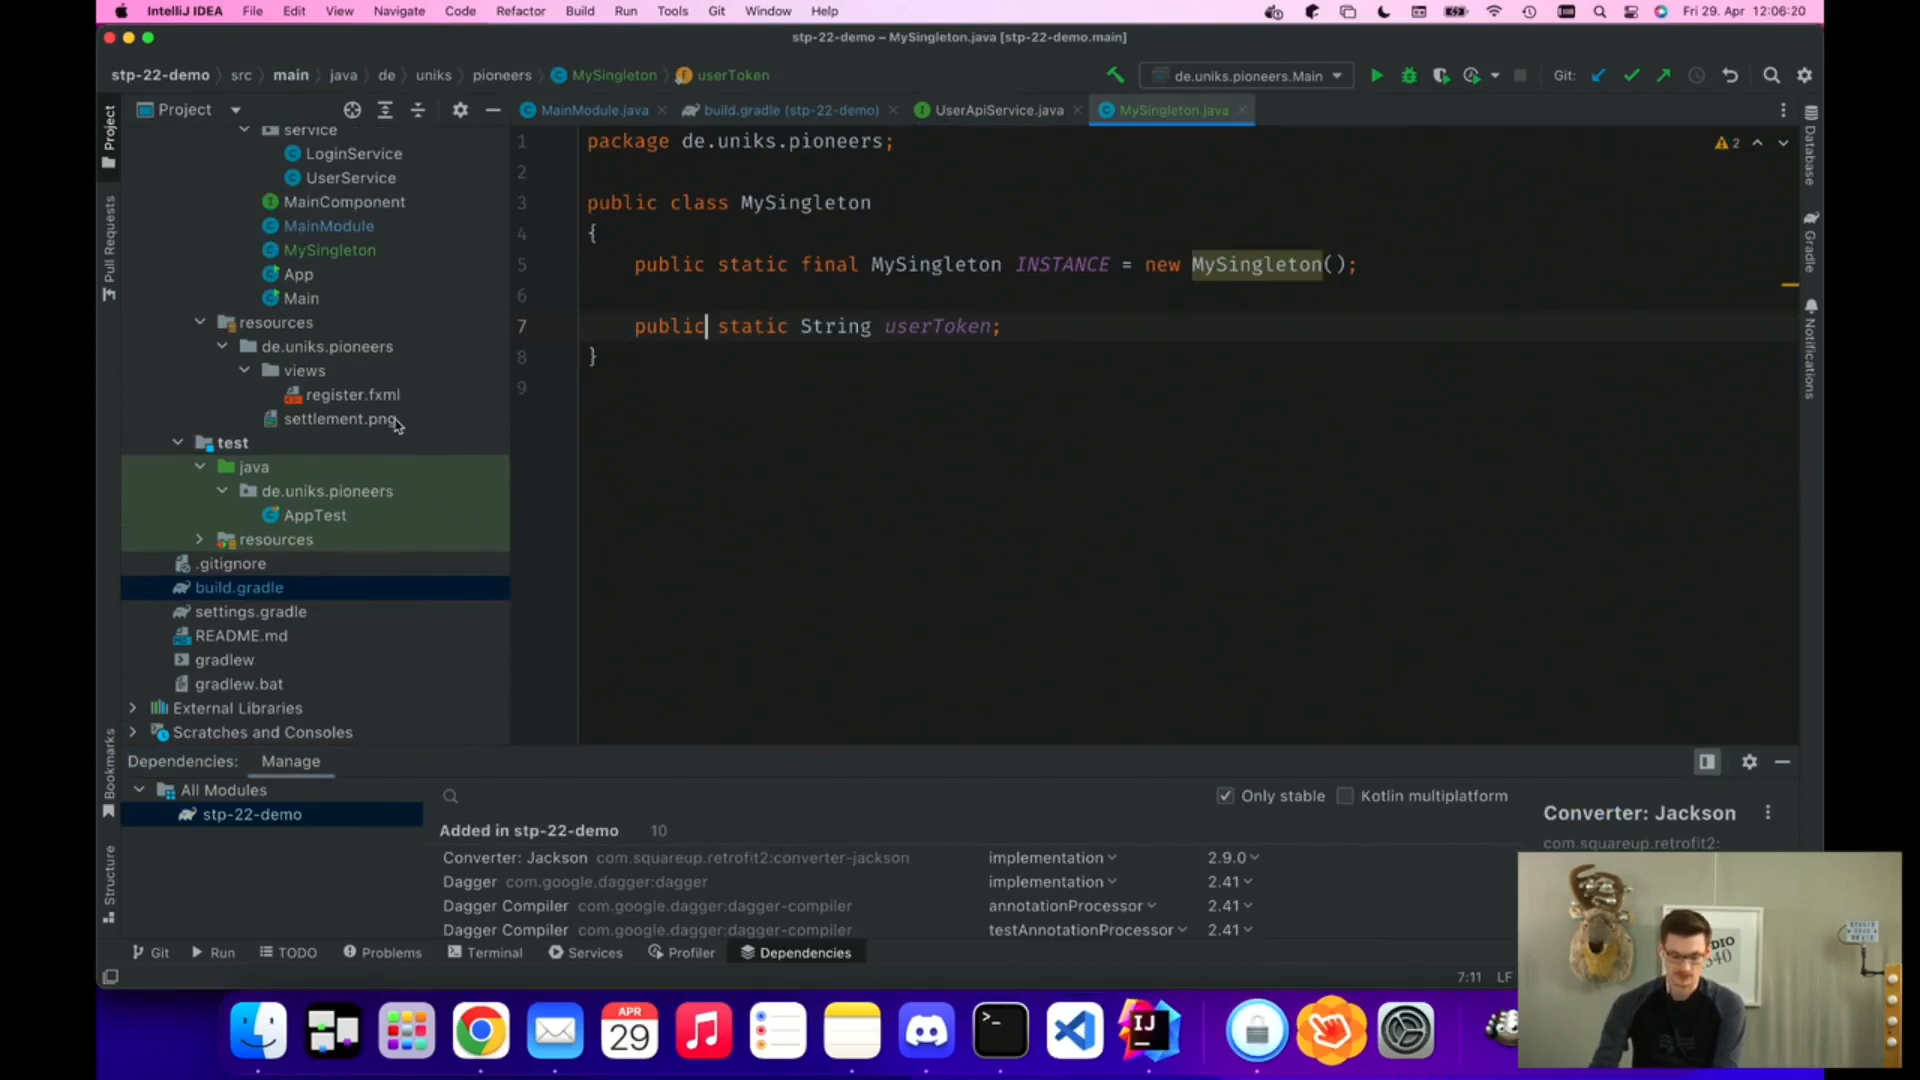 IntelliJ IDEA File Edit View Navigate Code Refactor Build Run Tools Git Window Help Fri 29. Apr 12:06:20
stp-22-demo – MySingleton.java [stp-22-demo.main]
stp-22-demo src main java de uniks pioneers MySingleton userToken de.uniks.pioneers.Main Git:
Project MainModule.java build.gradle (stp-22-demo) UserApiService.java MySingleton.java
Project
Pull Requests
Bookmarks
Structure
service
LoginService
UserService
MainComponent
MainModule
MySingleton
App
Main
resources
de.uniks.pioneers
views
register.fxml
settlement.png
test
java
de.uniks.pioneers
AppTest
resources
.gitignore
build.gradle
settings.gradle
README.md
gradlew
gradlew.bat
External Libraries
Scratches and Consoles
1 package de.uniks.pioneers;
2
3 public class MySingleton
4 {
5 public static final MySingleton INSTANCE = new MySingleton();
6
7 public static String userToken;
8 }
9
2
Database
Gradle
Notifications
Dependencies: Manage
All Modules
stp-22-demo
Only stable Kotlin multiplatform
Added in stp-22-demo 10
Converter: Jackson com.squareup.retrofit2:converter-jackson implementation 2.9.0
Dagger com.google.dagger:dagger implementation 2.41
Dagger Compiler com.google.dagger:dagger-compiler annotationProcessor 2.41
Dagger Compiler com.google.dagger:dagger-compiler testAnnotationProcessor 2.41
Converter: Jackson
com.squareup.retrofit2:
Git Run TODO Problems Terminal Services Profiler Dependencies
7:11 LF
APR
29
>_
IJ